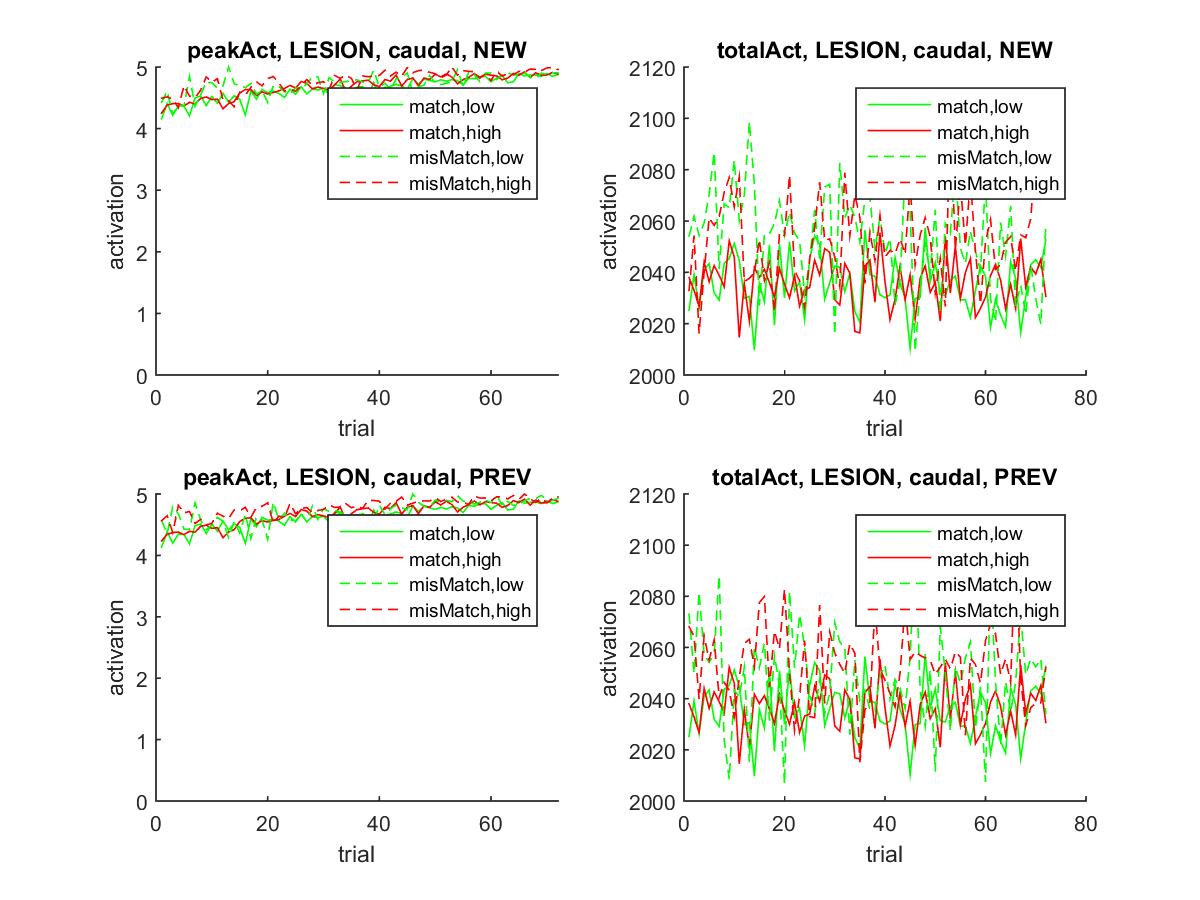 peakAct, LESION, caudal, NEW
5
4
3
2
1
0
activation
match,low
match,high
misMatch,low
misMatch,high
0 20 40 60
trial
totalAct, LESION, caudal, NEW
2120
2100
2080
2060
2040
2020
2000
activation
match,low
match,high
misMatch,low
misMatch,high
0 20 40 60 80
trial
peakAct, LESION, caudal, PREV
5
4
3
2
1
0
activation
match,low
match,high
misMatch,low
misMatch,high
0 20 40 60
trial
totalAct, LESION, caudal, PREV
2120
2100
2080
2060
2040
2020
2000
activation
match,low
match,high
misMatch,low
misMatch,high
0 20 40 60 80
trial